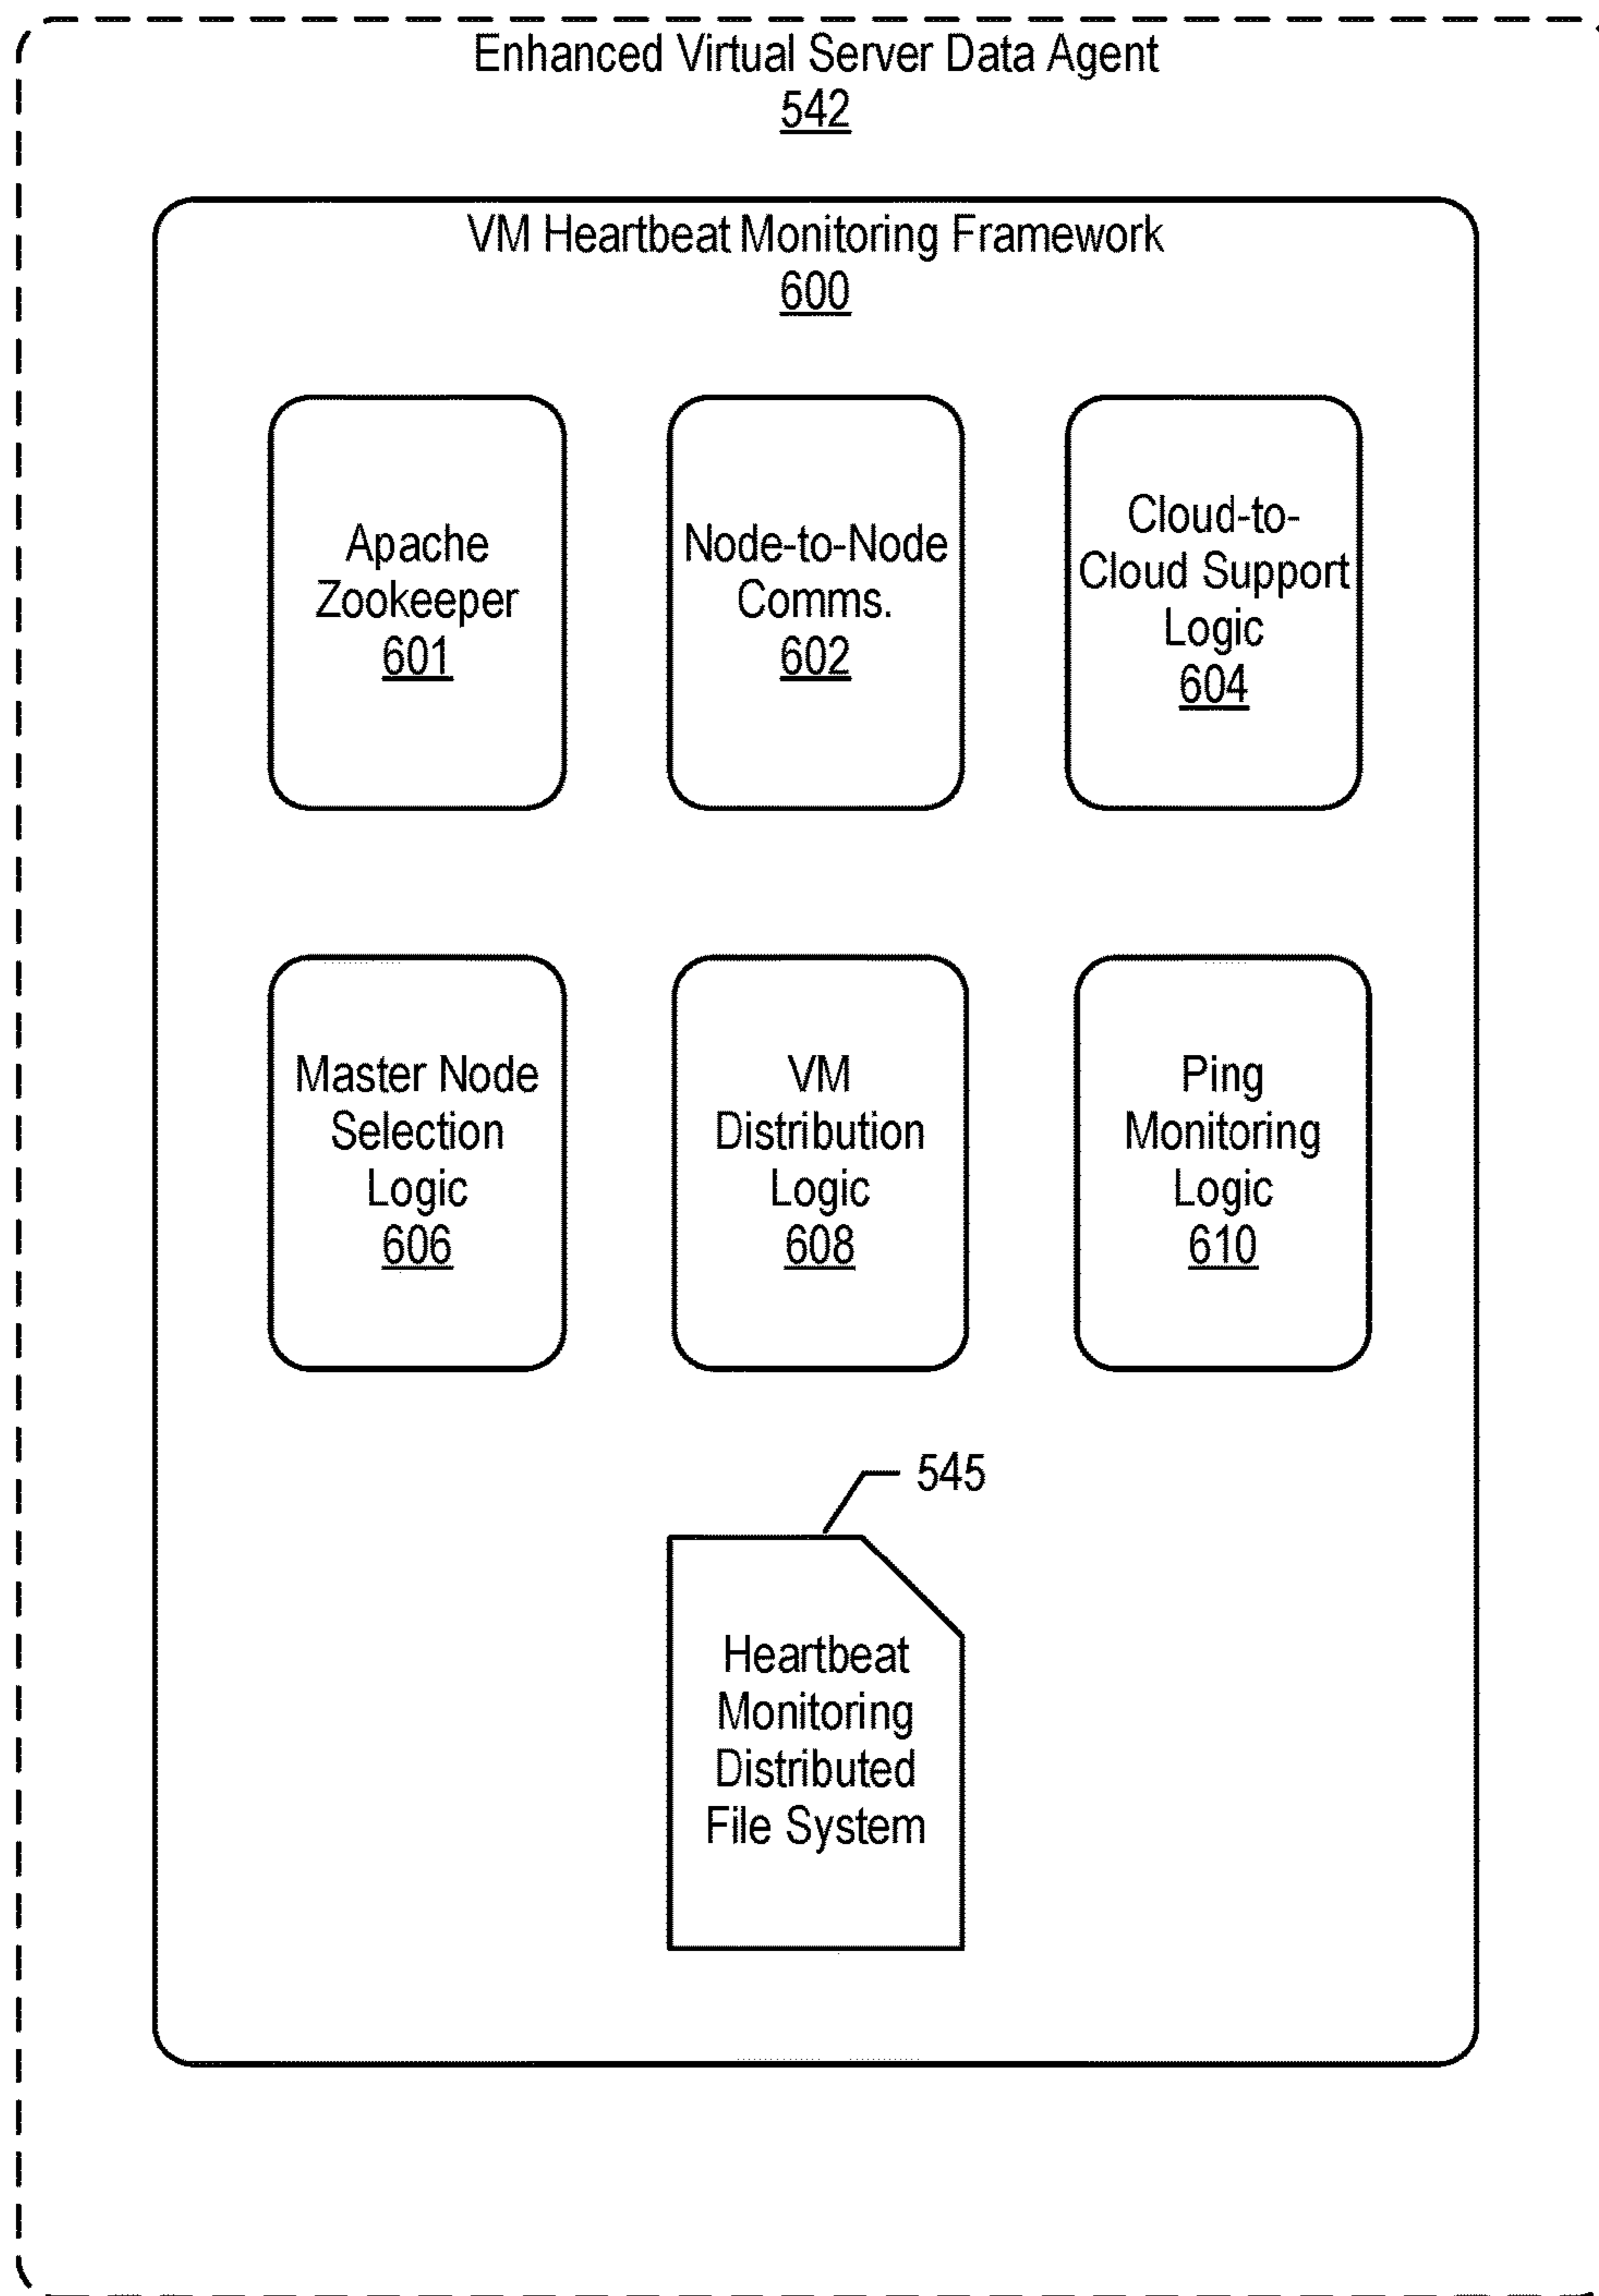 Enhanced Virtual Server Data Agent
542
VM Heartbeat Monitoring Framework
600
Apache
Zookeeper
601
Node-to-Node
Comms.
602
Cloud-to-
Cloud Support
Logic
604
Master Node
Selection
Logic
606
VM
Distribution
Logic
608
Ping
Monitoring
Logic
610
545
Heartbeat
Monitoring
Distributed
File System